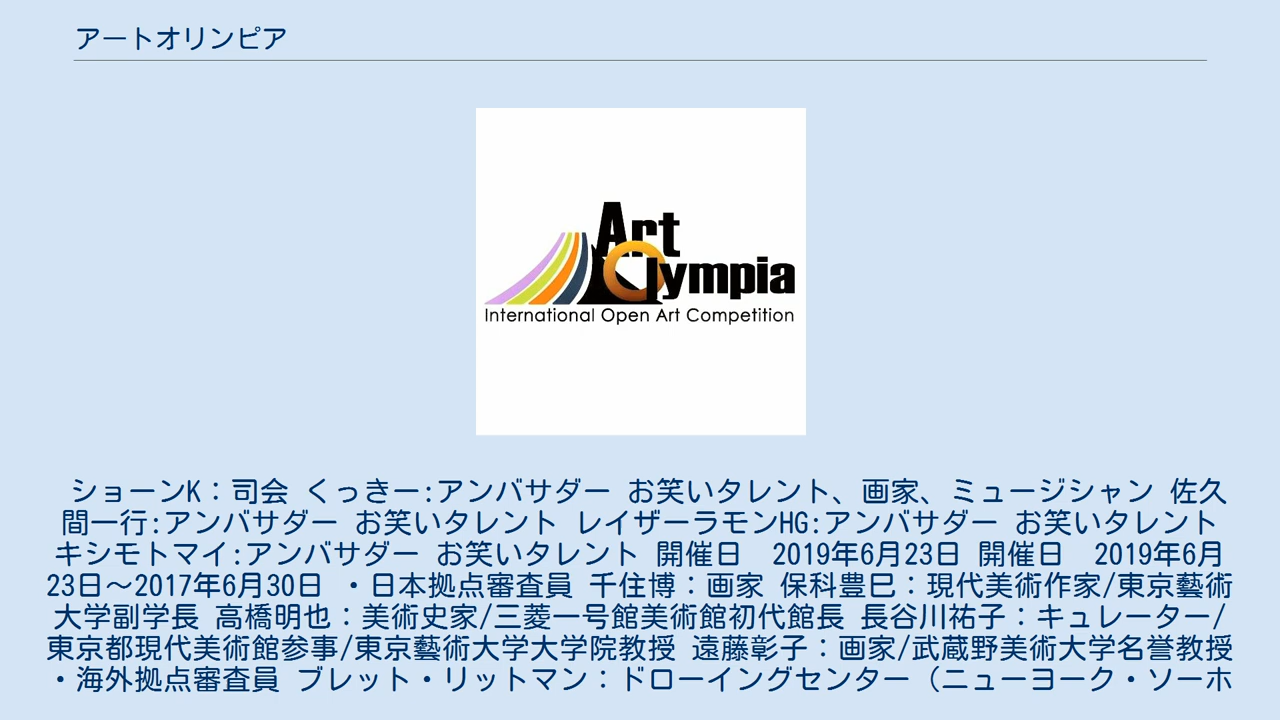 アートオリンピア
Art
Olympia
International Open Art Competition
ショーンK：司会 くっきー:アンバサダー お笑いタレント、画家、ミュージシャン 佐久
間一行:アンバサダー お笑いタレント レイザーラモンHG:アンバサダー お笑いタレント
キシモトマイ:アンバサダー お笑いタレント 開催日　2019年6月23日 開催日　2019年6月
23日～2017年6月30日 ・日本拠点審査員 千住博：画家 保科豊巳：現代美術作家/東京藝術
大学副学長 高橋明也：美術史家/三菱一号館美術館初代館長 長谷川祐子：キュレーター/
東京都現代美術館参事/東京藝術大学大学院教授 遠藤彰子：画家/武蔵野美術大学名誉教授
・海外拠点審査員 ブレット・リットマン：ドローイングセンター（ニューヨーク・ソーホ